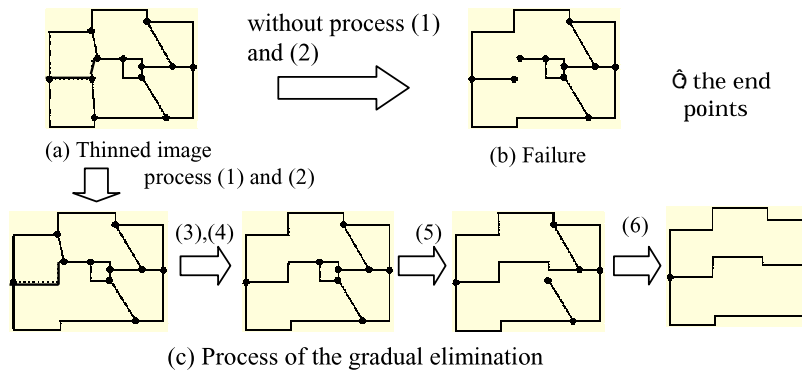 without process (1)
and (2)
Ô the end
points
(a) Thinned image
(b) Failure
process (1) and (2)
(3),(4)
(5)
(6)
(c) Process of the gradual elimination